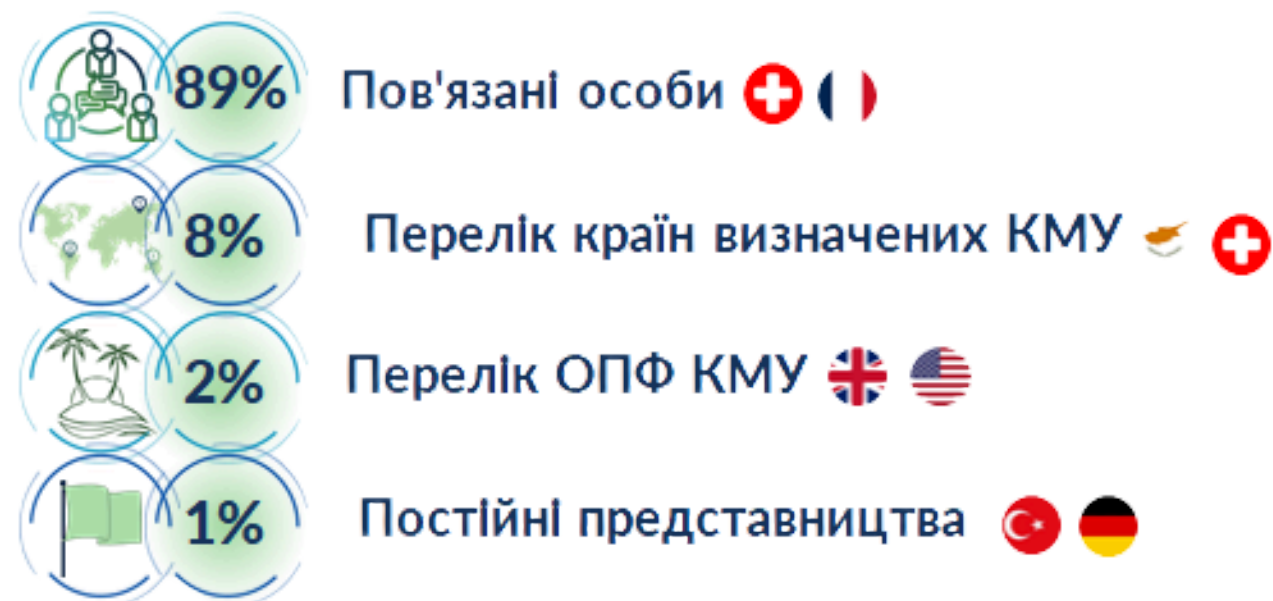 89% Пов'язані особи
8% Перелік країн визначених КМУ
2% Перелік ОПФ КМУ
1% Постійні представництва